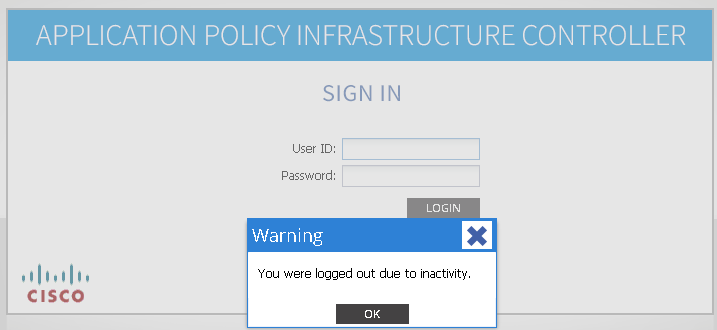 APPLICATION POLICY INFRASTRUCTURE CONTROLLER
SIGN IN
User ID:
Password:
LOGIN
Warning
You were logged out due to inactivity.
OK
CISCO